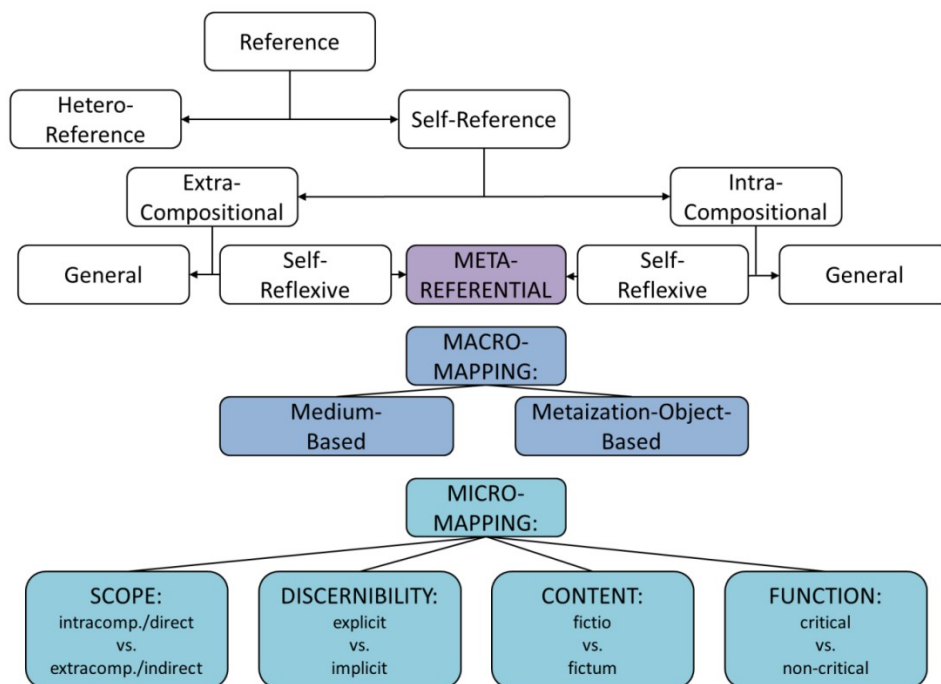 Reference
Hetero-
Reference
Self-Reference
Extra-
Compositional
Intra-
Compositional
General
Self-
Reflexive
META-
REFERENTIAL
Self-
Reflexive
General
MACRO-
MAPPING:
Medium-
Based
Metaization-Object-
Based
MICRO-
MAPPING:
SCOPE:
intracomp./direct
vs.
extracomp./indirect
DISCERNIBILITY:
explicit
vs.
implicit
CONTENT:
fictio
vs.
fictum
FUNCTION:
critical
vs.
non-critical